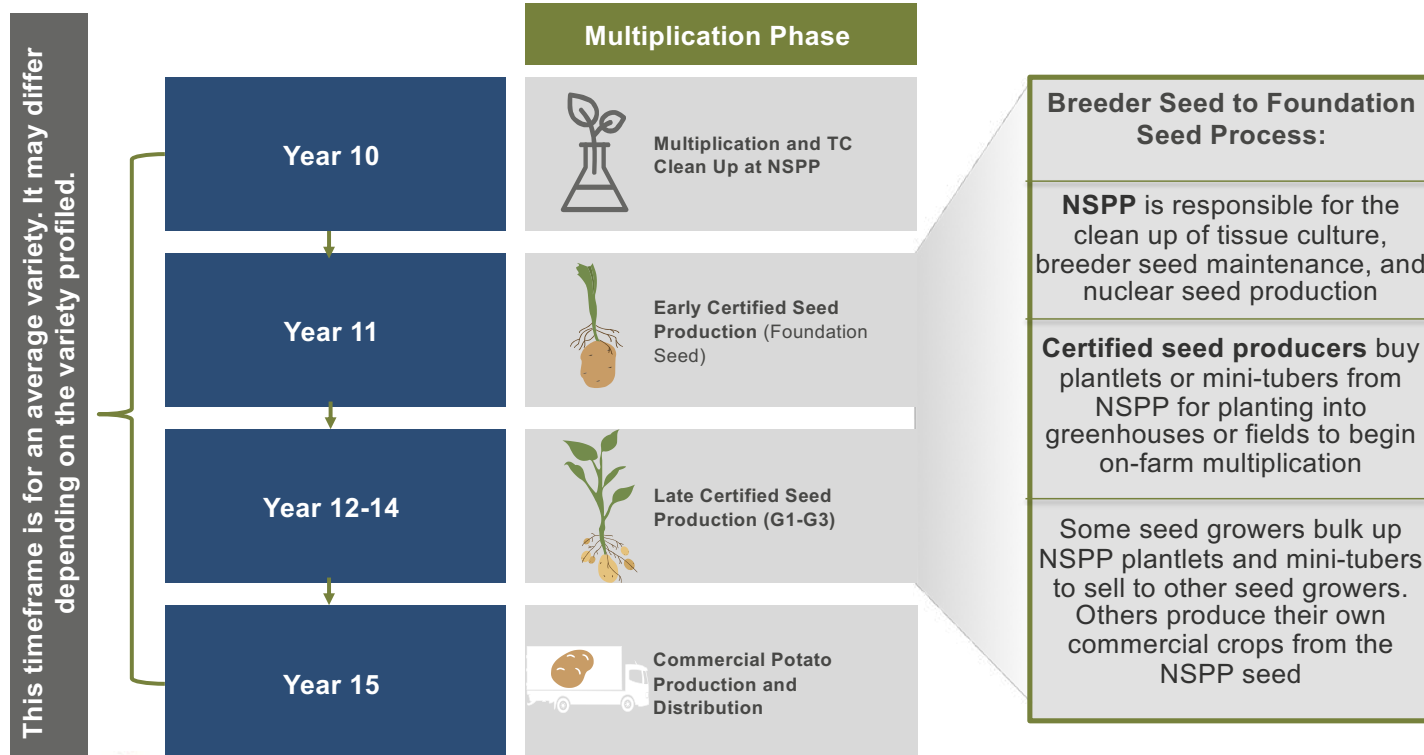 This timeframe is for an average variety. It may differ
depending on the variety profiled.
Multiplication Phase
Year 10
Multiplication and TC
Clean Up at NSPP
Year 11
Early Certified Seed
Production (Foundation
Seed)
Year 12-14
Late Certified Seed
Production (G1-G3)
Year 15
Commercial Potato
Production and
Distribution
Breeder Seed to Foundation
Seed Process:
NSPP is responsible for the
clean up of tissue culture,
breeder seed maintenance, and
nuclear seed production
Certified seed producers buy
plantlets or mini-tubers from
NSPP for planting into
greenhouses or fields to begin
on-farm multiplication
Some seed growers bulk up
NSPP plantlets and mini-tubers
to sell to other seed growers.
Others produce their own
commercial crops from the
NSPP seed